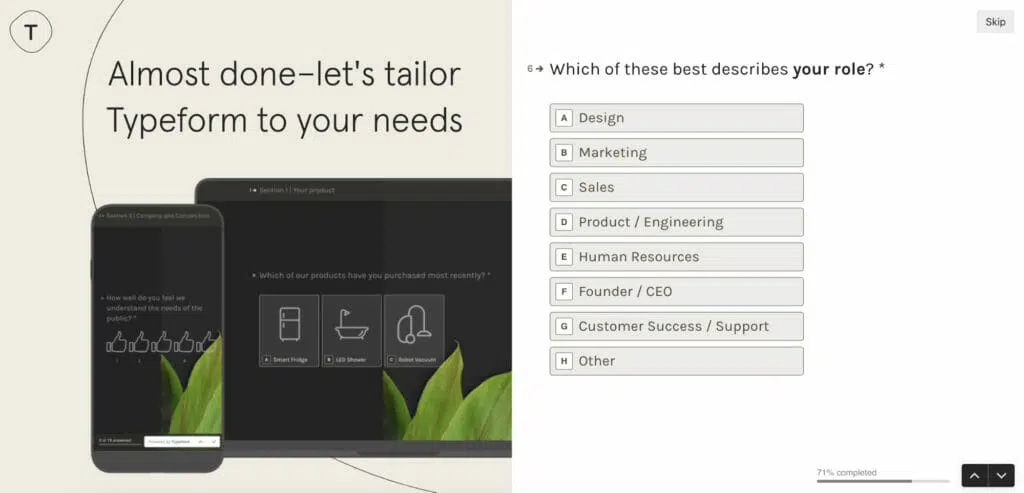 T
Almost done–let's tailor
Typeform to your needs
Section 1 | Your product
Which of our products have you purchased most recently? *
A Smart Fridge
B LED Shower
C Robot Vacuum
Section 5 | Company and Connection
How well do you feel we
understand the needs of the
public? *
1 2 3 4
Powered by Typeform
Skip
6→ Which of these best describes your role? *
A Design
B Marketing
C Sales
D Product / Engineering
E Human Resources
F Founder / CEO
G Customer Success / Support
H Other
71% completed